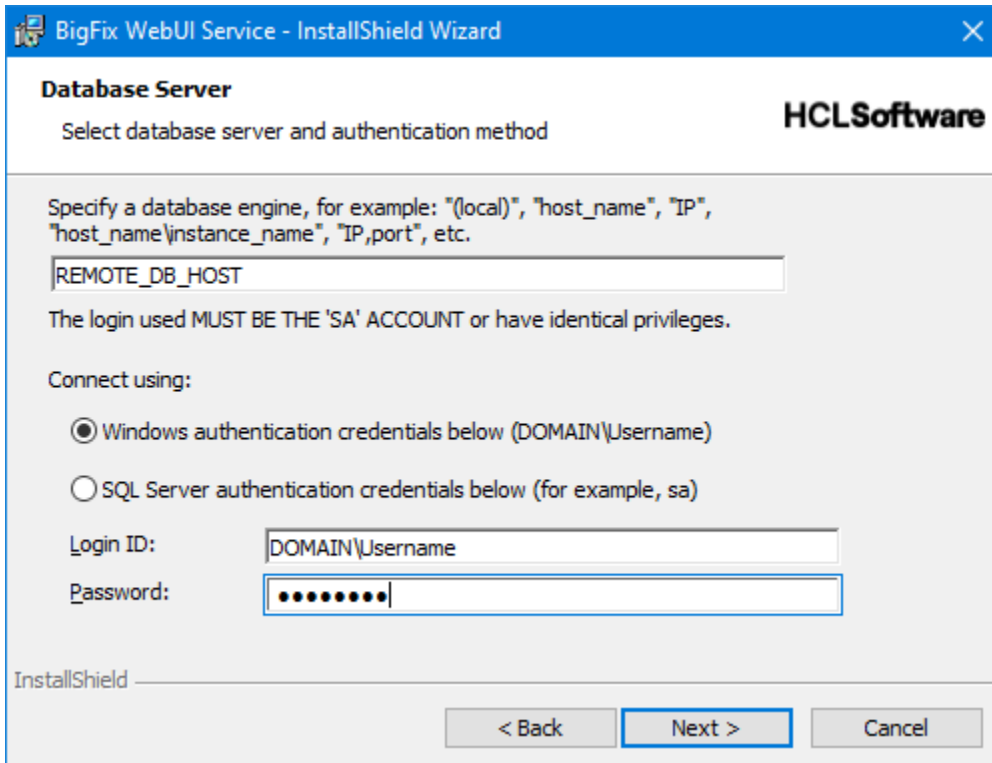 BigFix WebUI Service - InstallShield Wizard
Database Server
Select database server and authentication method
HCLSoftware
Specify a database engine, for example: "(local)", "host_name", "IP",
"host_name\instance_name", "IP,port", etc.
REMOTE_DB_HOST
The login used MUST BE THE 'SA' ACCOUNT or have identical privileges.
Connect using:
Windows authentication credentials below (DOMAIN\Username)
SQL Server authentication credentials below (for example, sa)
Login ID: DOMAIN\Username
Password: ●●●●●●●●
InstallShield
< Back Next > Cancel